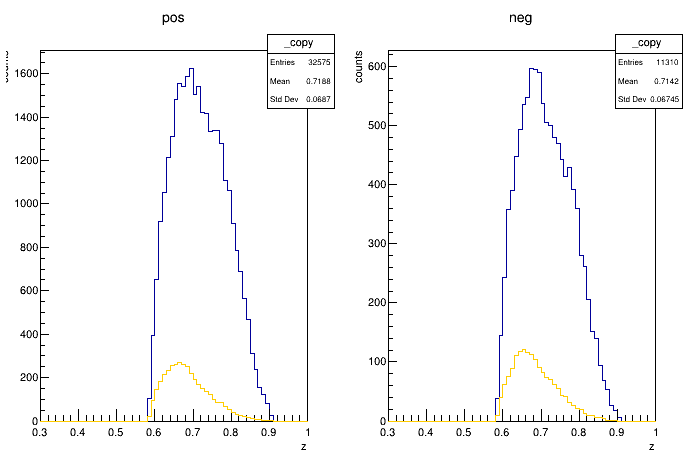 pos
counts
_copy
Entries 32575
Mean 0.7188
Std Dev 0.0687
1600
1400
1200
1000
800
600
400
200
0
0.3 0.4 0.5 0.6 0.7 0.8 0.9 1
z
neg
counts
_copy
Entries 11310
Mean 0.7142
Std Dev 0.06745
600
500
400
300
200
100
0
0.3 0.4 0.5 0.6 0.7 0.8 0.9 1
z